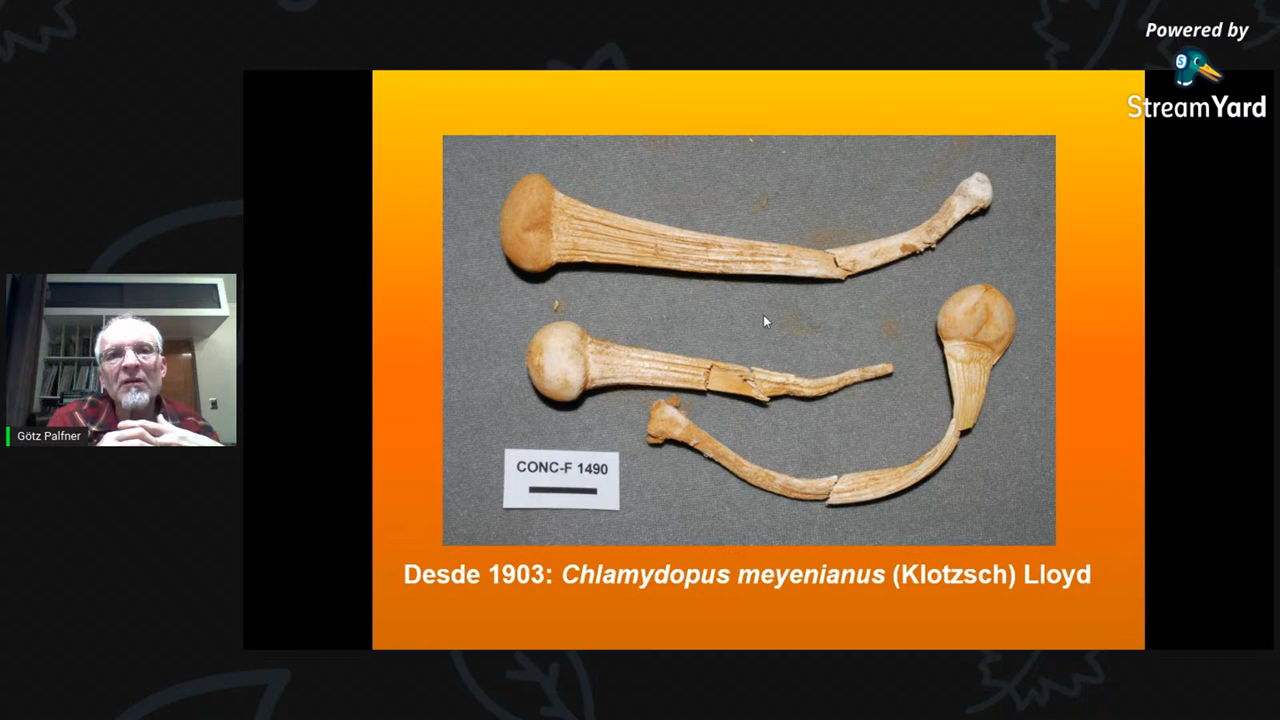 Powered by
StreamYard
CONC-F 1490
Götz Palfner
Desde 1903: Chlamydopus meyenianus (Klotzsch) Lloyd